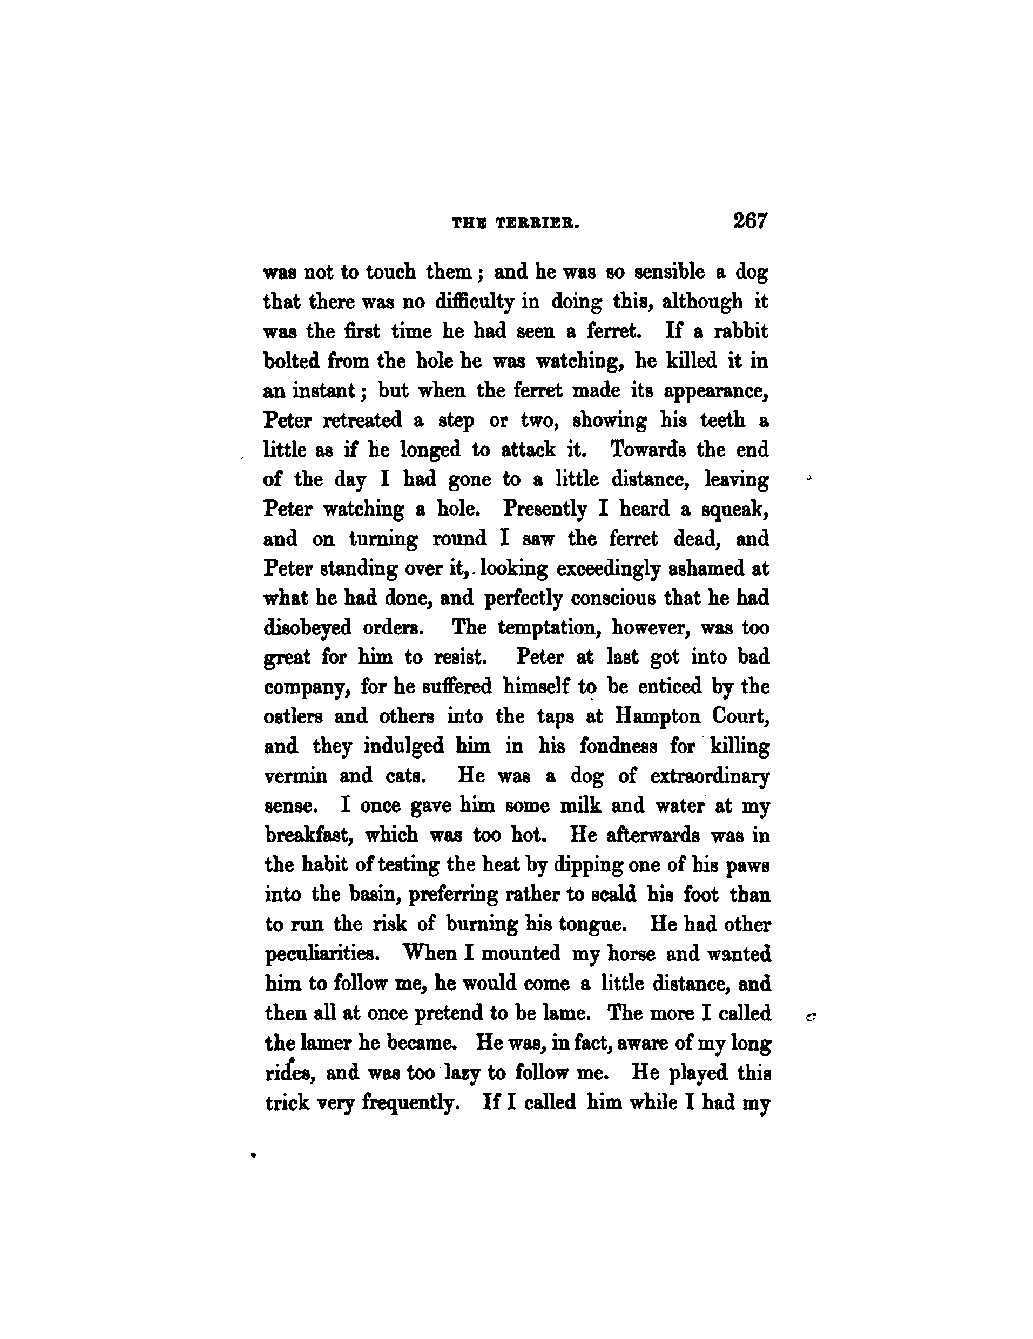 THE TERRIER. 267
was not to touch them; and he was so sensible a dog
that there was no difficulty in doing this, although it
was the first time he had seen a ferret. If a rabbit
bolted from the hole he was watching, he killed it in
an instant; but when the ferret made its appearance,
Peter retreated a step or two, showing his teeth a
little as if he longed to attack it. Towards the end
of the day I had gone to a little distance, leaving
Peter watching a hole. Presently I heard a squeak,
and on turning round I saw the ferret dead, and
Peter standing over it, looking exceedingly ashamed at
what he had done, and perfectly conscious that he had
disobeyed orders. The temptation, however, was too
great for him to resist. Peter at last got into bad
company, for he suffered himself to be enticed by the
ostlers and others into the taps at Hampton Court,
and they indulged him in his fondness for killing
vermin and cats. He was a dog of extraordinary
sense. I once gave him some milk and water at my
breakfast, which was too hot. He afterwards was in
the habit of testing the heat by dipping one of his paws
into the basin, preferring rather to scald his foot than
to run the risk of burning his tongue. He had other
peculiarities. When I mounted my horse and wanted
him to follow me, he would come a little distance, and
then all at once pretend to be lame. The more I called
the lamer he became. He was, in fact, aware of my long
rides, and was too lazy to follow me. He played this
trick very frequently. If I called him while I had my